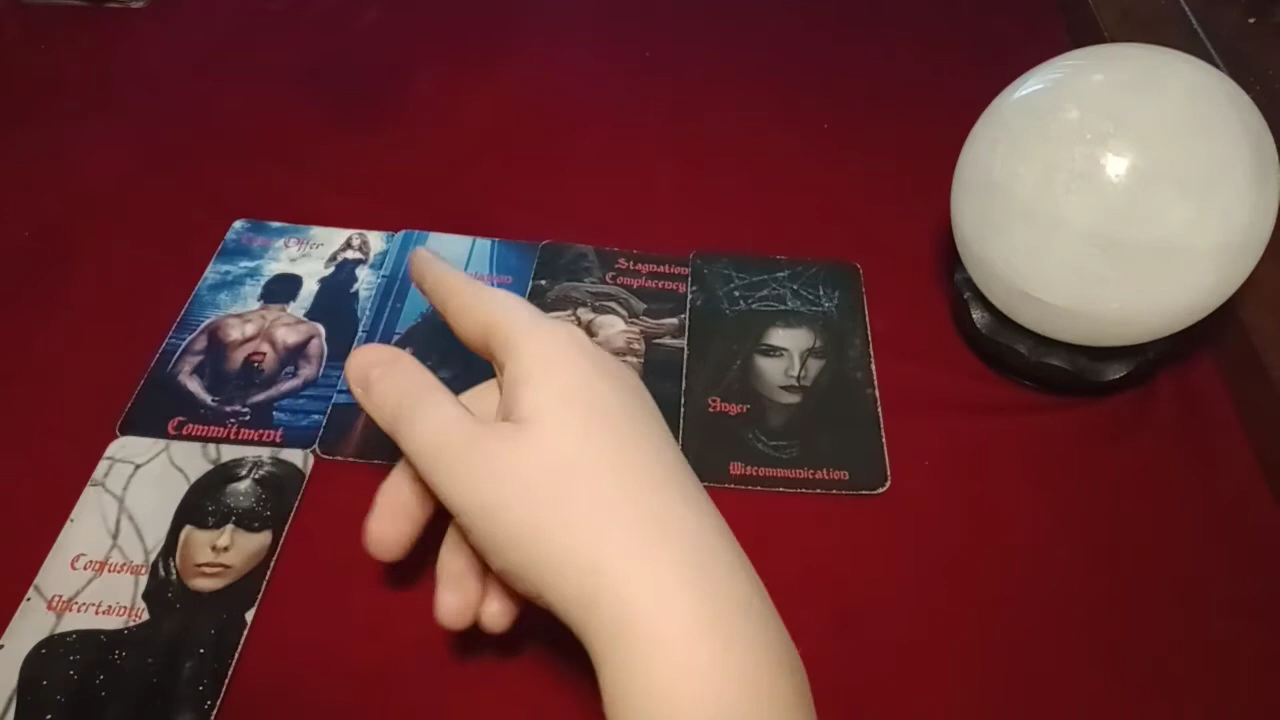 Offer
Commitment
Stagnation
Complacency
Anger
Miscommunication
Confusion
Uncertainty